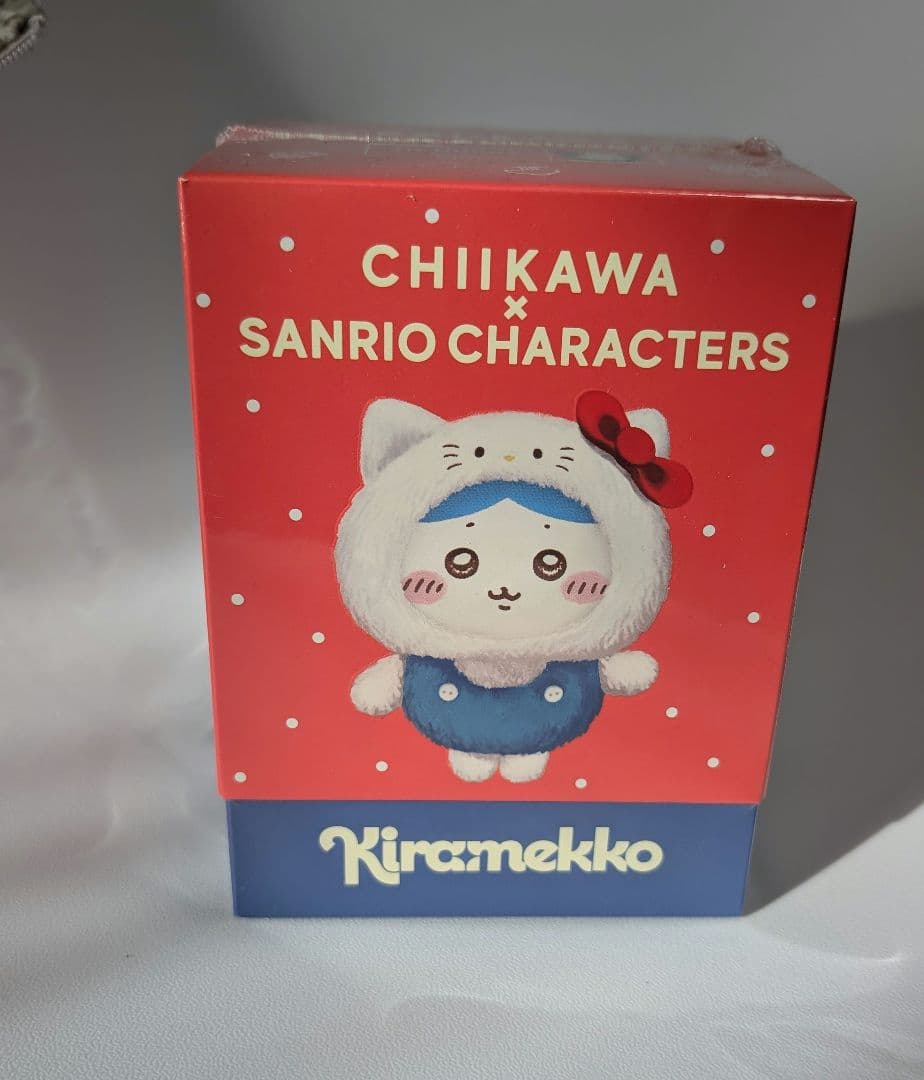 CHIIKAWA
×
SANRIO CHARACTERS
Kiramekko